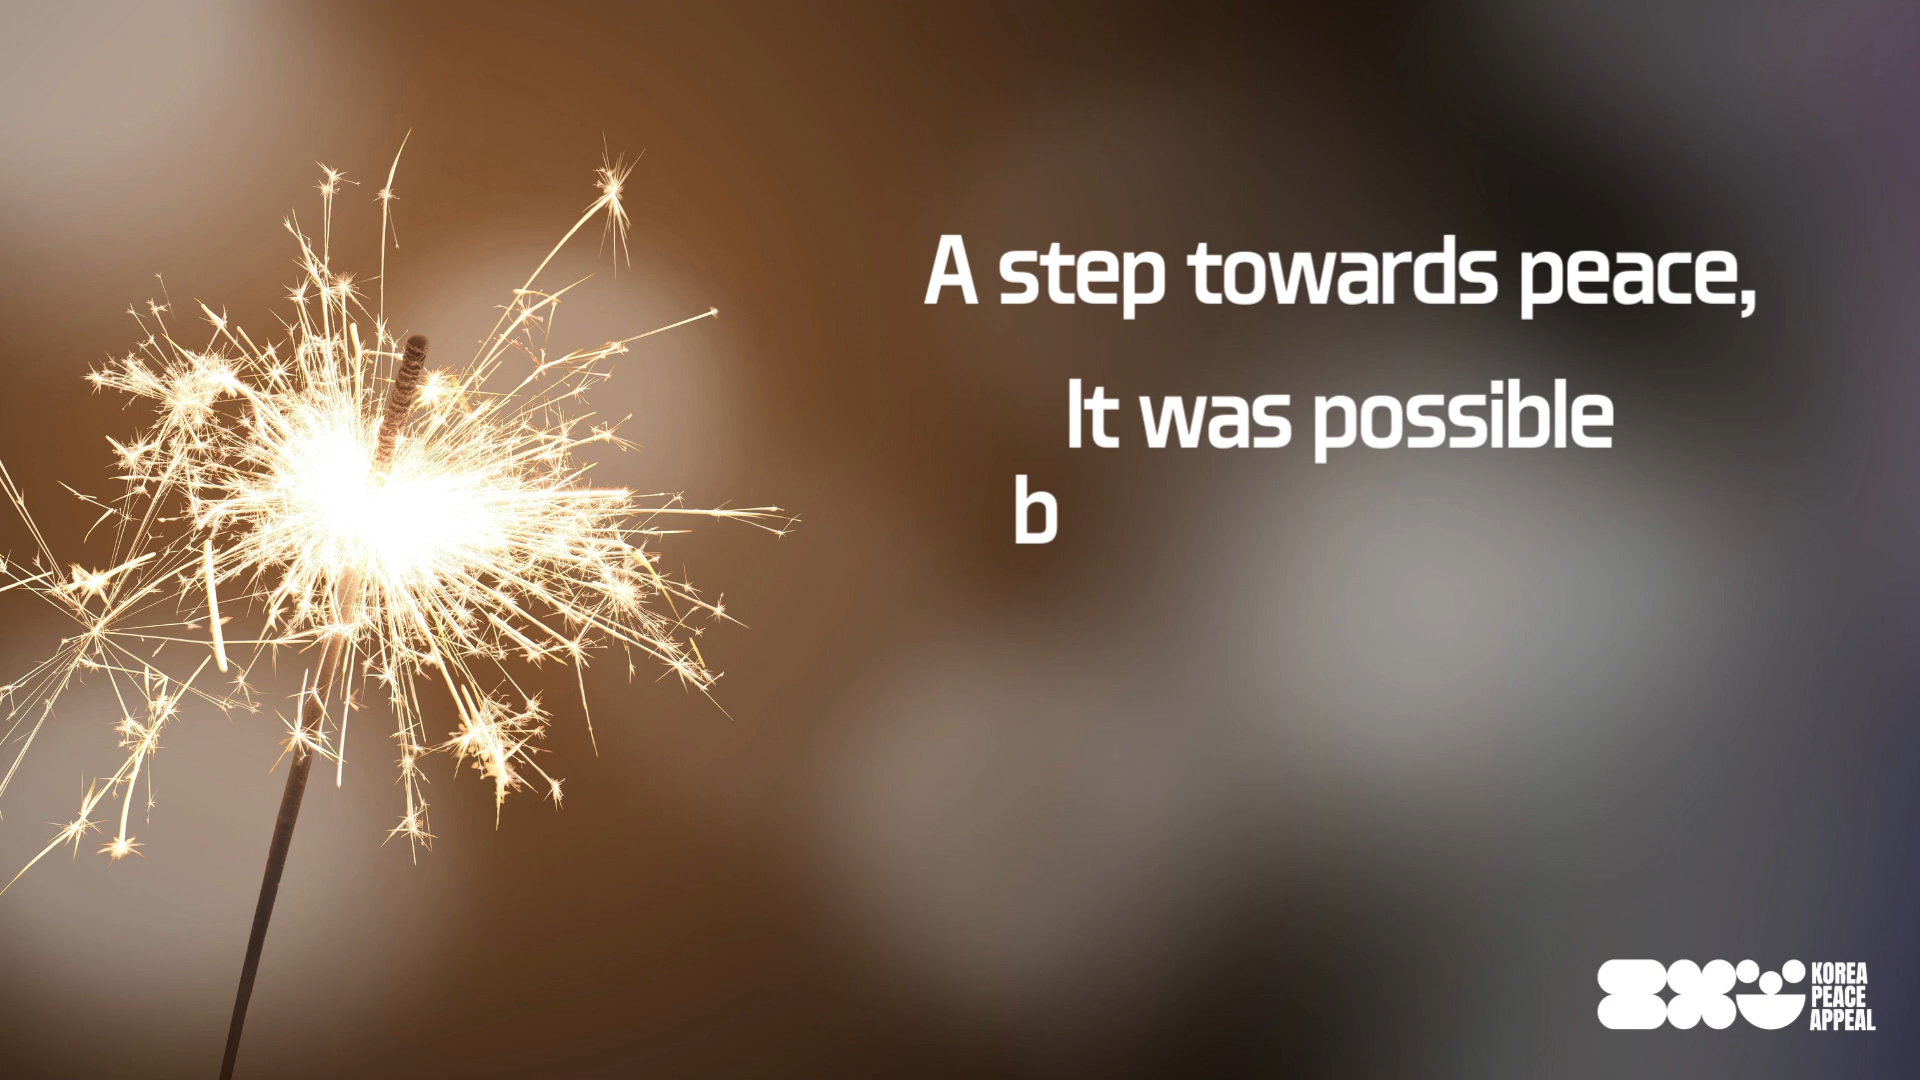 A step towards peace,
It was possible
b
KOREA
PEACE
APPEAL